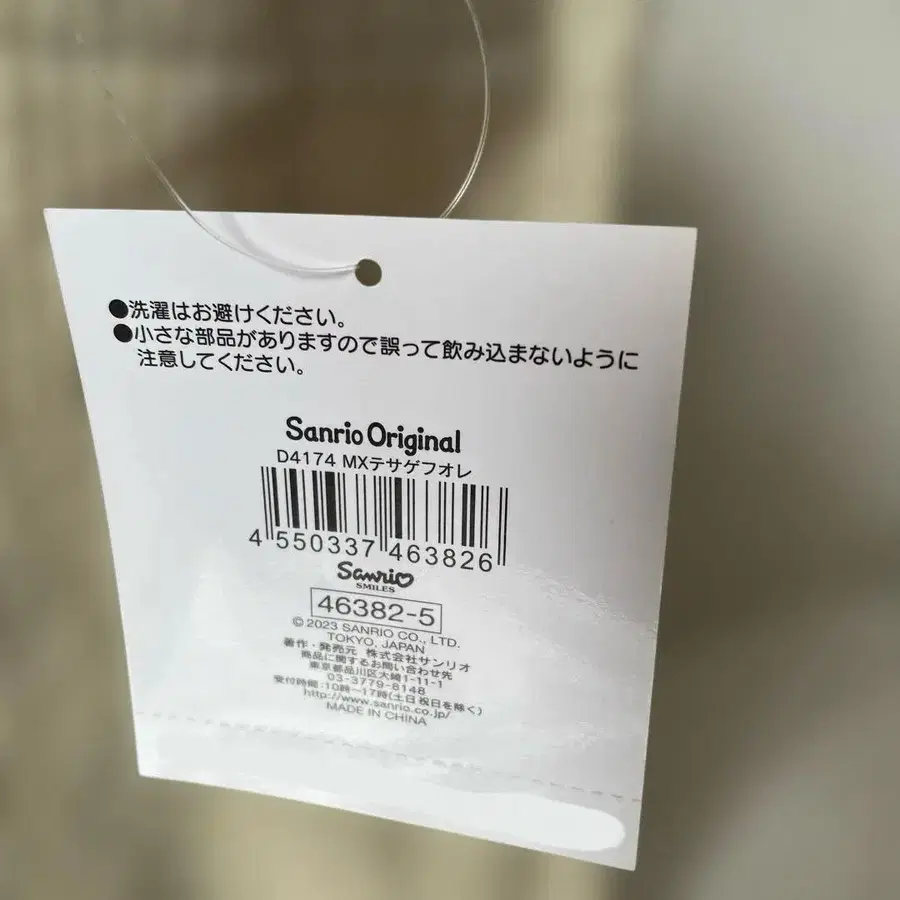 ●洗濯はお避けください。
●小さな部品がありますので誤って飲み込まないように
注意してください。
Sanrio Original
D4174 MXテサゲフオレ
4 550337 463826
Sanrio
SMILES
46382-5
© 2023 SANRIO CO., LTD.
TOKYO, JAPAN
著作・発売元 株式会社サンリオ
商品に関するお問い合わせ先
東京都品川区大崎1-11-1
03-3779-8148
受付時間:10時〜17時(土日祝日を除く)
http://www.sanrio.co.jp/
MADE IN CHINA